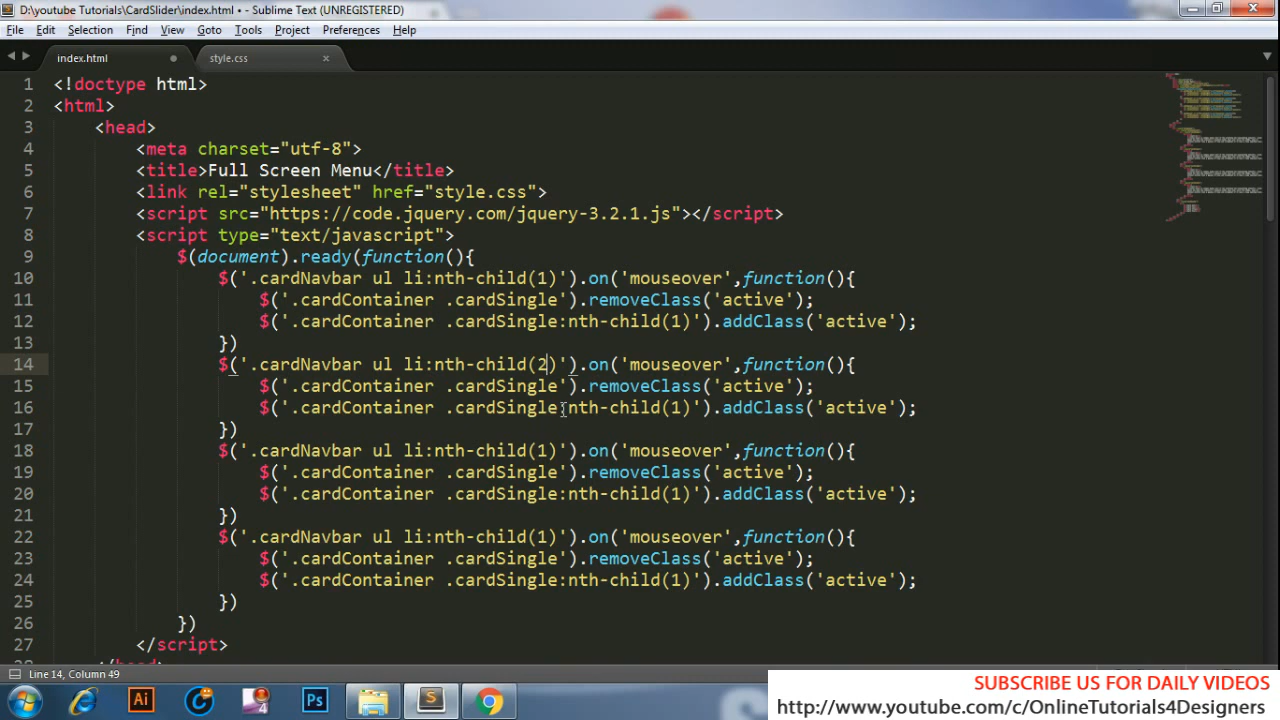 D:\youtube Tutorials\CardSlider\index.html • - Sublime Text (UNREGISTERED)
File Edit Selection Find View Goto Tools Project Preferences Help
index.html style.css
1 <!doctype html>
2 <html>
3 <head>
4 <meta charset="utf-8">
5 <title>Full Screen Menu</title>
6 <link rel="stylesheet" href="style.css">
7 <script src="https://code.jquery.com/jquery-3.2.1.js"></script>
8 <script type="text/javascript">
9 $(document).ready(function(){
10 $('.cardNavbar ul li:nth-child(1)').on('mouseover',function(){
11 $('.cardContainer .cardSingle').removeClass('active');
12 $('.cardContainer .cardSingle:nth-child(1)').addClass('active');
13 })
14 $('.cardNavbar ul li:nth-child(2)').on('mouseover',function(){
15 $('.cardContainer .cardSingle').removeClass('active');
16 $('.cardContainer .cardSingle:nth-child(1)').addClass('active');
17 })
18 $('.cardNavbar ul li:nth-child(1)').on('mouseover',function(){
19 $('.cardContainer .cardSingle').removeClass('active');
20 $('.cardContainer .cardSingle:nth-child(1)').addClass('active');
21 })
22 $('.cardNavbar ul li:nth-child(1)').on('mouseover',function(){
23 $('.cardContainer .cardSingle').removeClass('active');
24 $('.cardContainer .cardSingle:nth-child(1)').addClass('active');
25 })
26 })
27 </script>
Line 14, Column 49
Ai Ps
SUBSCRIBE US FOR DAILY VIDEOS
http://www.youtube.com/c/OnlineTutorials4Designers